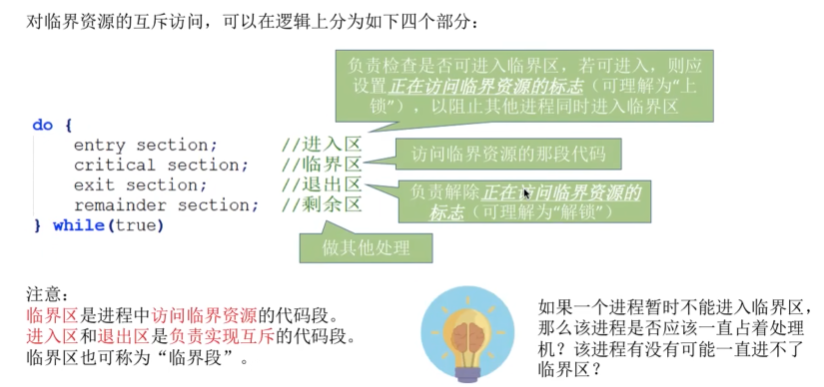 对临界资源的互斥访问，可以在逻辑上分为如下四个部分：
负责检查是否可进入临界区，若可进入，则应
设置正在访问临界资源的标志（可理解为“上
锁”），以阻止其他进程同时进入临界区
do {
entry section; //进入区
critical section; //临界区
exit section; //退出区
remainder section; //剩余区
} while(true)
访问临界资源的那段代码
负责解除正在访问临界资源的
标志（可理解为“解锁”）
做其他处理
注意：
临界区是进程中访问临界资源的代码段。
进入区和退出区是负责实现互斥的代码段。
临界区也可称为“临界段”。
如果一个进程暂时不能进入临界区，
那么该进程是否应该一直占着处理
机？该进程有没有可能一直进不了
临界区？